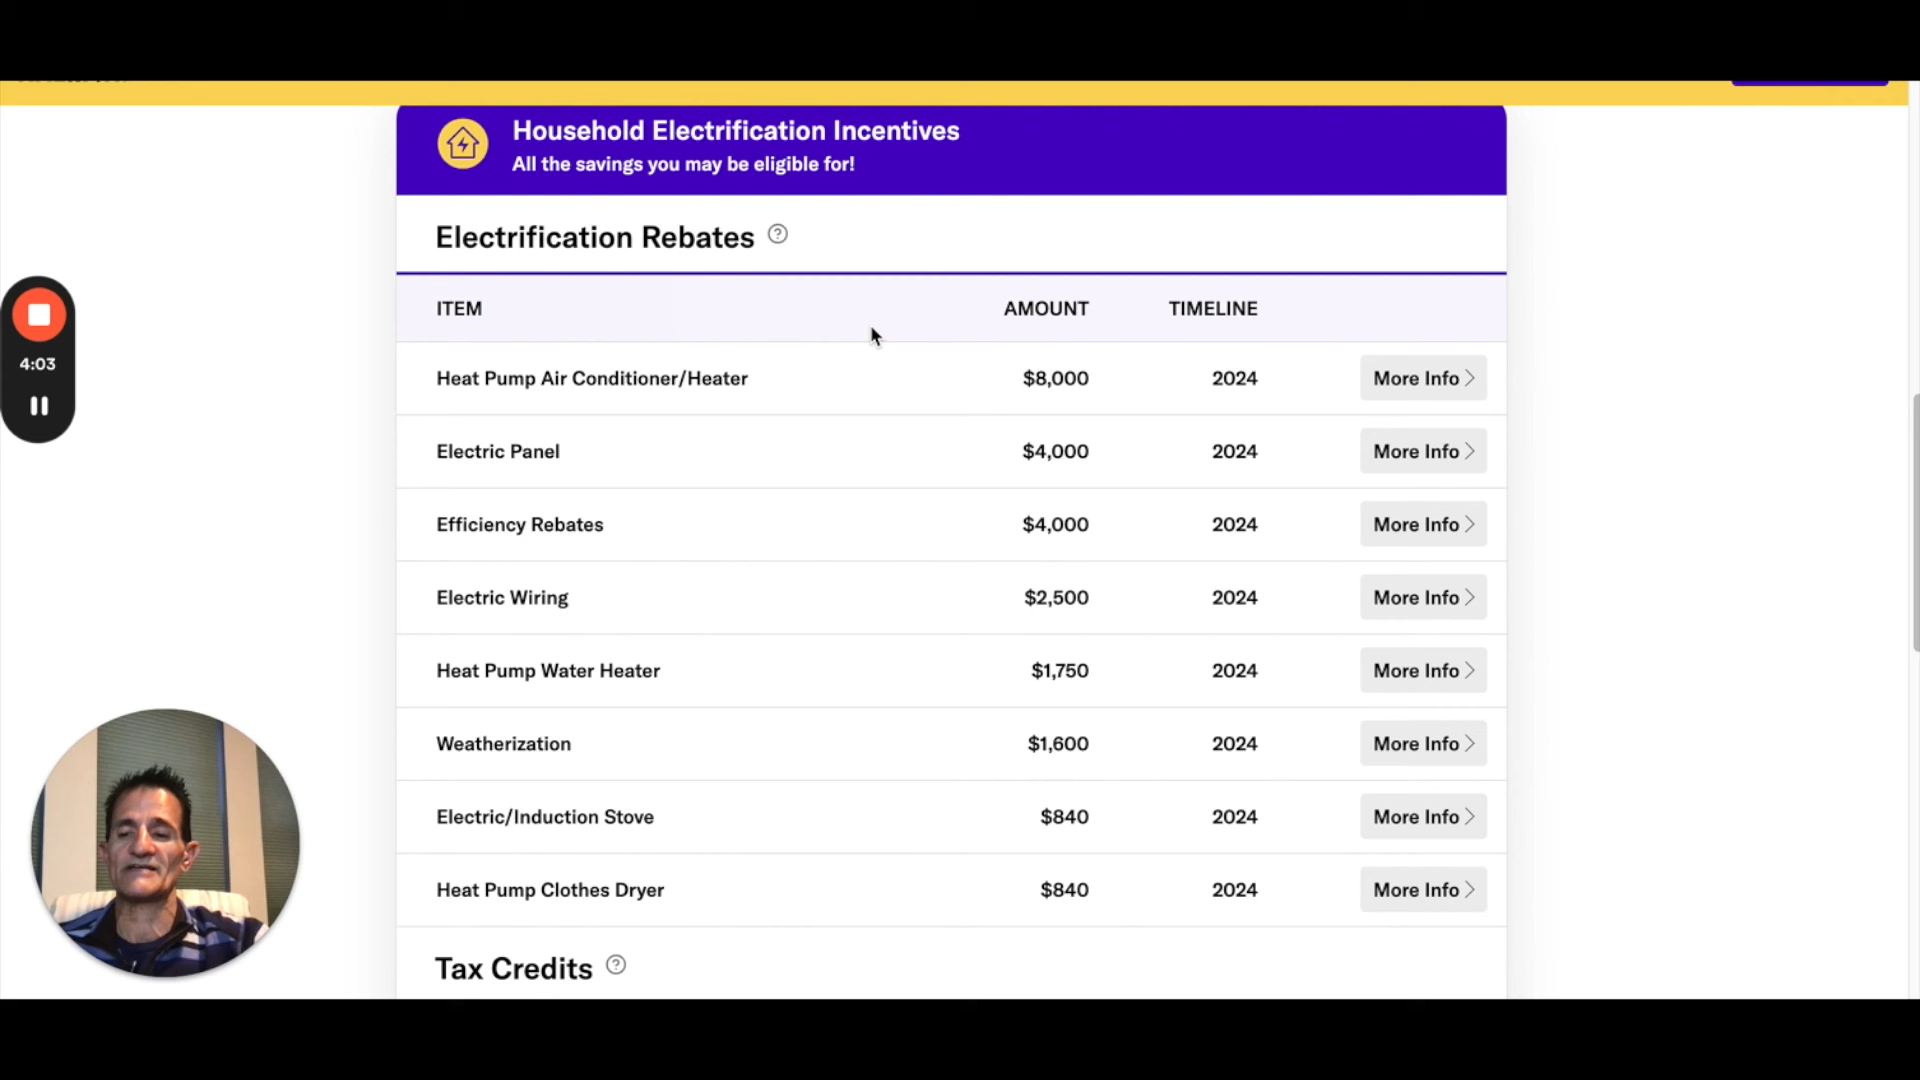 Household Electrification Incentives
All the savings you may be eligible for!
Electrification Rebates ?
ITEM AMOUNT TIMELINE
Heat Pump Air Conditioner/Heater $8,000 2024 More Info
Electric Panel $4,000 2024 More Info
Efficiency Rebates $4,000 2024 More Info
4:03
Electric Wiring $2,500 2024 More Info
Heat Pump Water Heater $1,750 2024 More Info
Weatherization $1,600 2024 More Info
Electric/Induction Stove $840 2024 More Info
Heat Pump Clothes Dryer $840 2024 More Info
Tax Credits ?